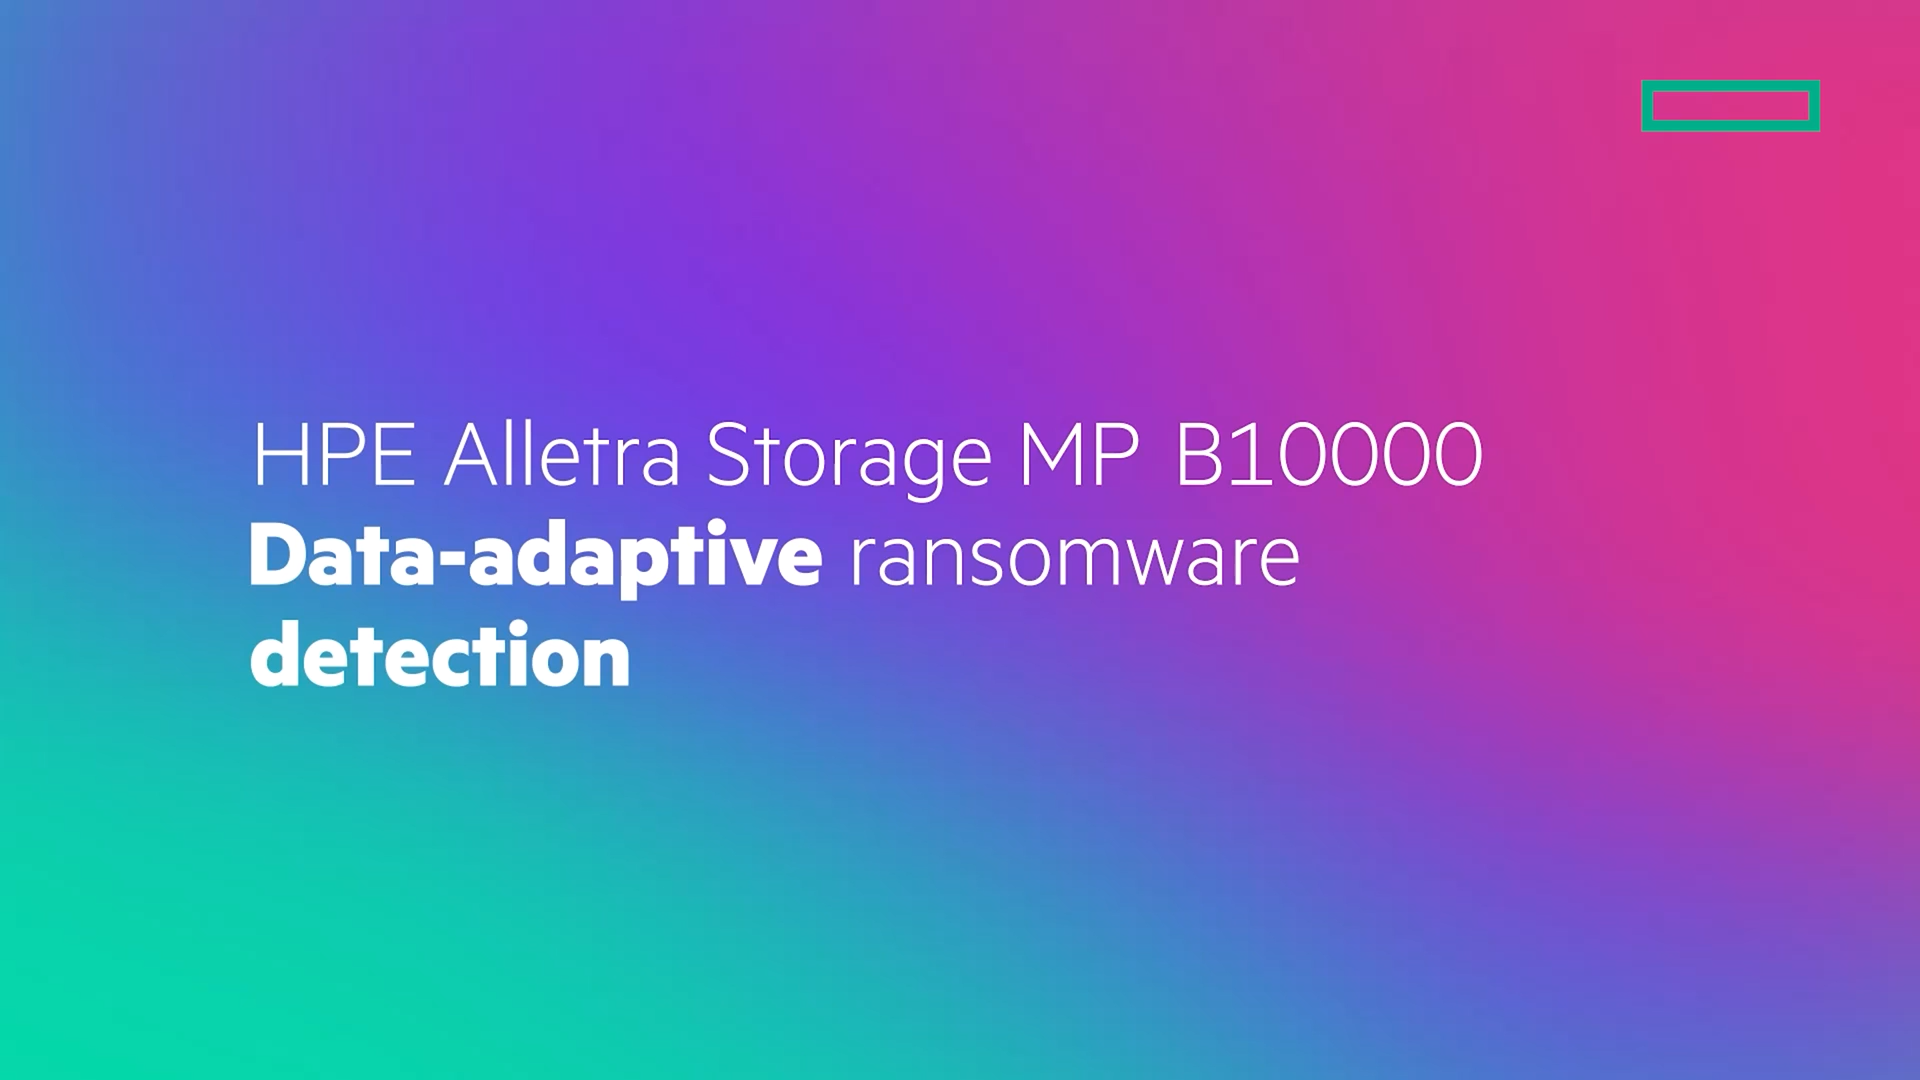 HPE Alletra Storage MP B10000
Data-adaptive ransomware
detection